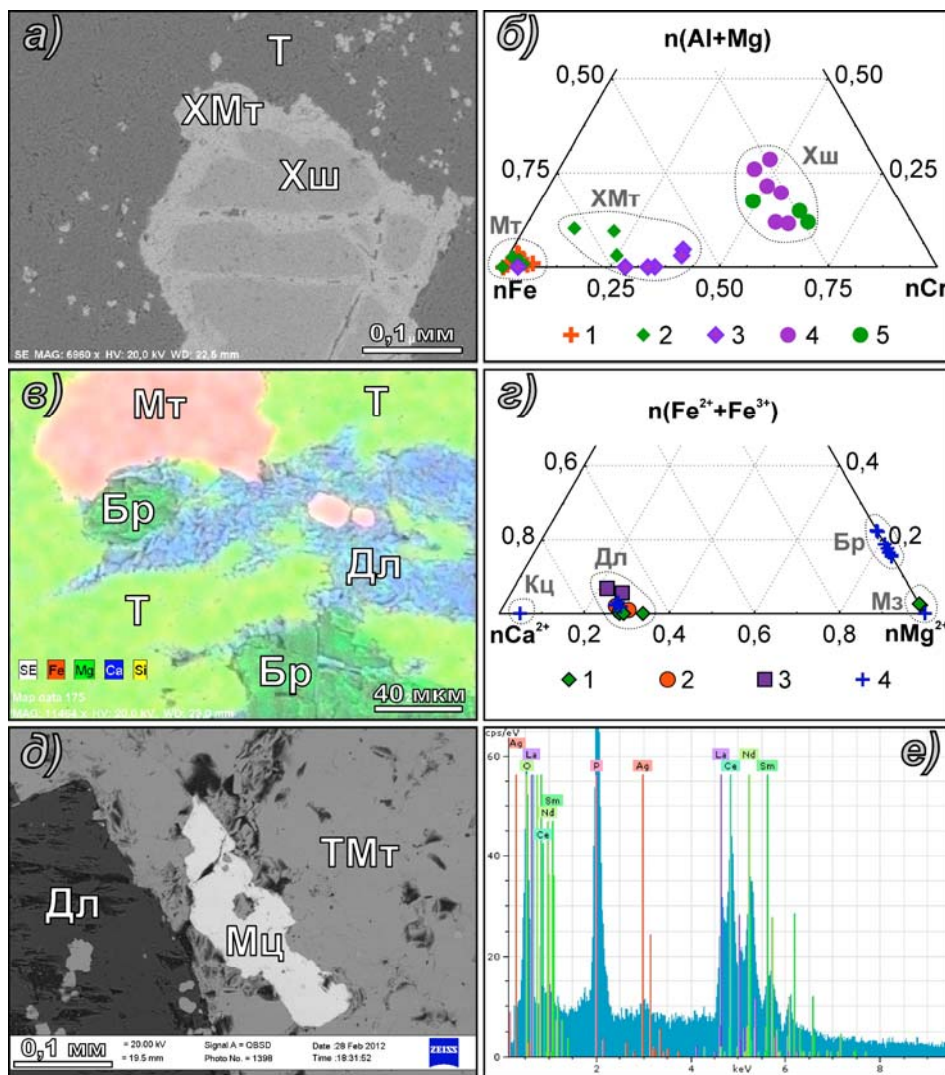 а)
Т
ХМт
Хш
SE MAG: 6960 x HV: 20,0 kV WD: 22,5 mm
0,1 мм
б)
n(Al+Mg)
0,50
0,50
0,75
0,25
Хш
ХМт
Мт
nFe
0,25
0,50
0,75
nCr
1
2
3
4
5
в)
Мт
Т
Бр
Дл
Т
Бр
SE
Fe
Mg
Ca
Si
Map data 175
40 мкм
г)
n(Fe²⁺+Fe³⁺)
0,6
0,4
0,8
0,2
Бр
Дл
Кц
Мз
nCa²⁺
0,2
0,4
0,6
0,8
nMg²⁺
1
2
3
4
д)
Дл
Мц
ТМт
0,1 мм
= 20.00 kV
Signal A = QBSD
Date :28 Feb 2012
= 19.5 mm
Photo No. = 1398
Time :18:31:52
ZEISS
е)
cps/eV
60
50
40
30
20
10
0
Ag
La
O
Sm
Nd
Ce
P
Ag
La
Nd
Ce
Sm
2
4
keV
6
8